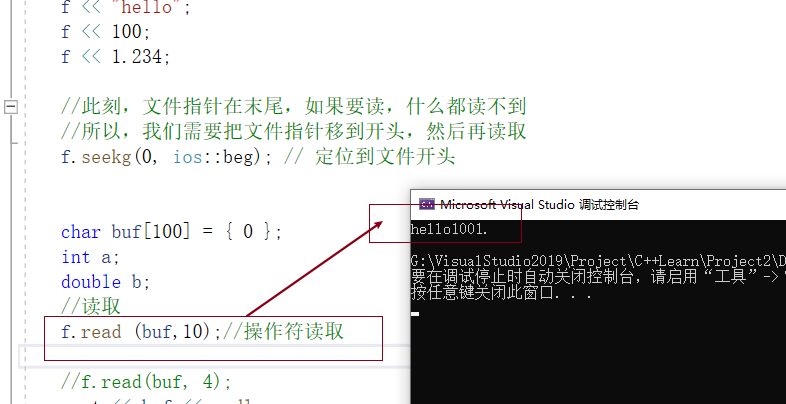 f << "hello";
f << 100;
f << 1.234;
//此刻，文件指针在末尾，如果要读，什么都读不到
//所以，我们需要把文件指针移到开头，然后再读取
f.seekg(0, ios::beg); // 定位到文件开头
char buf[100] = { 0 };
int a;
double b;
//读取
f.read (buf,10);//操作符读取
//f.read(buf, 4);
Microsoft Visual Studio 调试控制台
hello1001.
G:\VisualStudio2019\Project\C++Learn\Project2\D
要在调试停止时自动关闭控制台，请启用“工具”->
按任意键关闭此窗口. . .